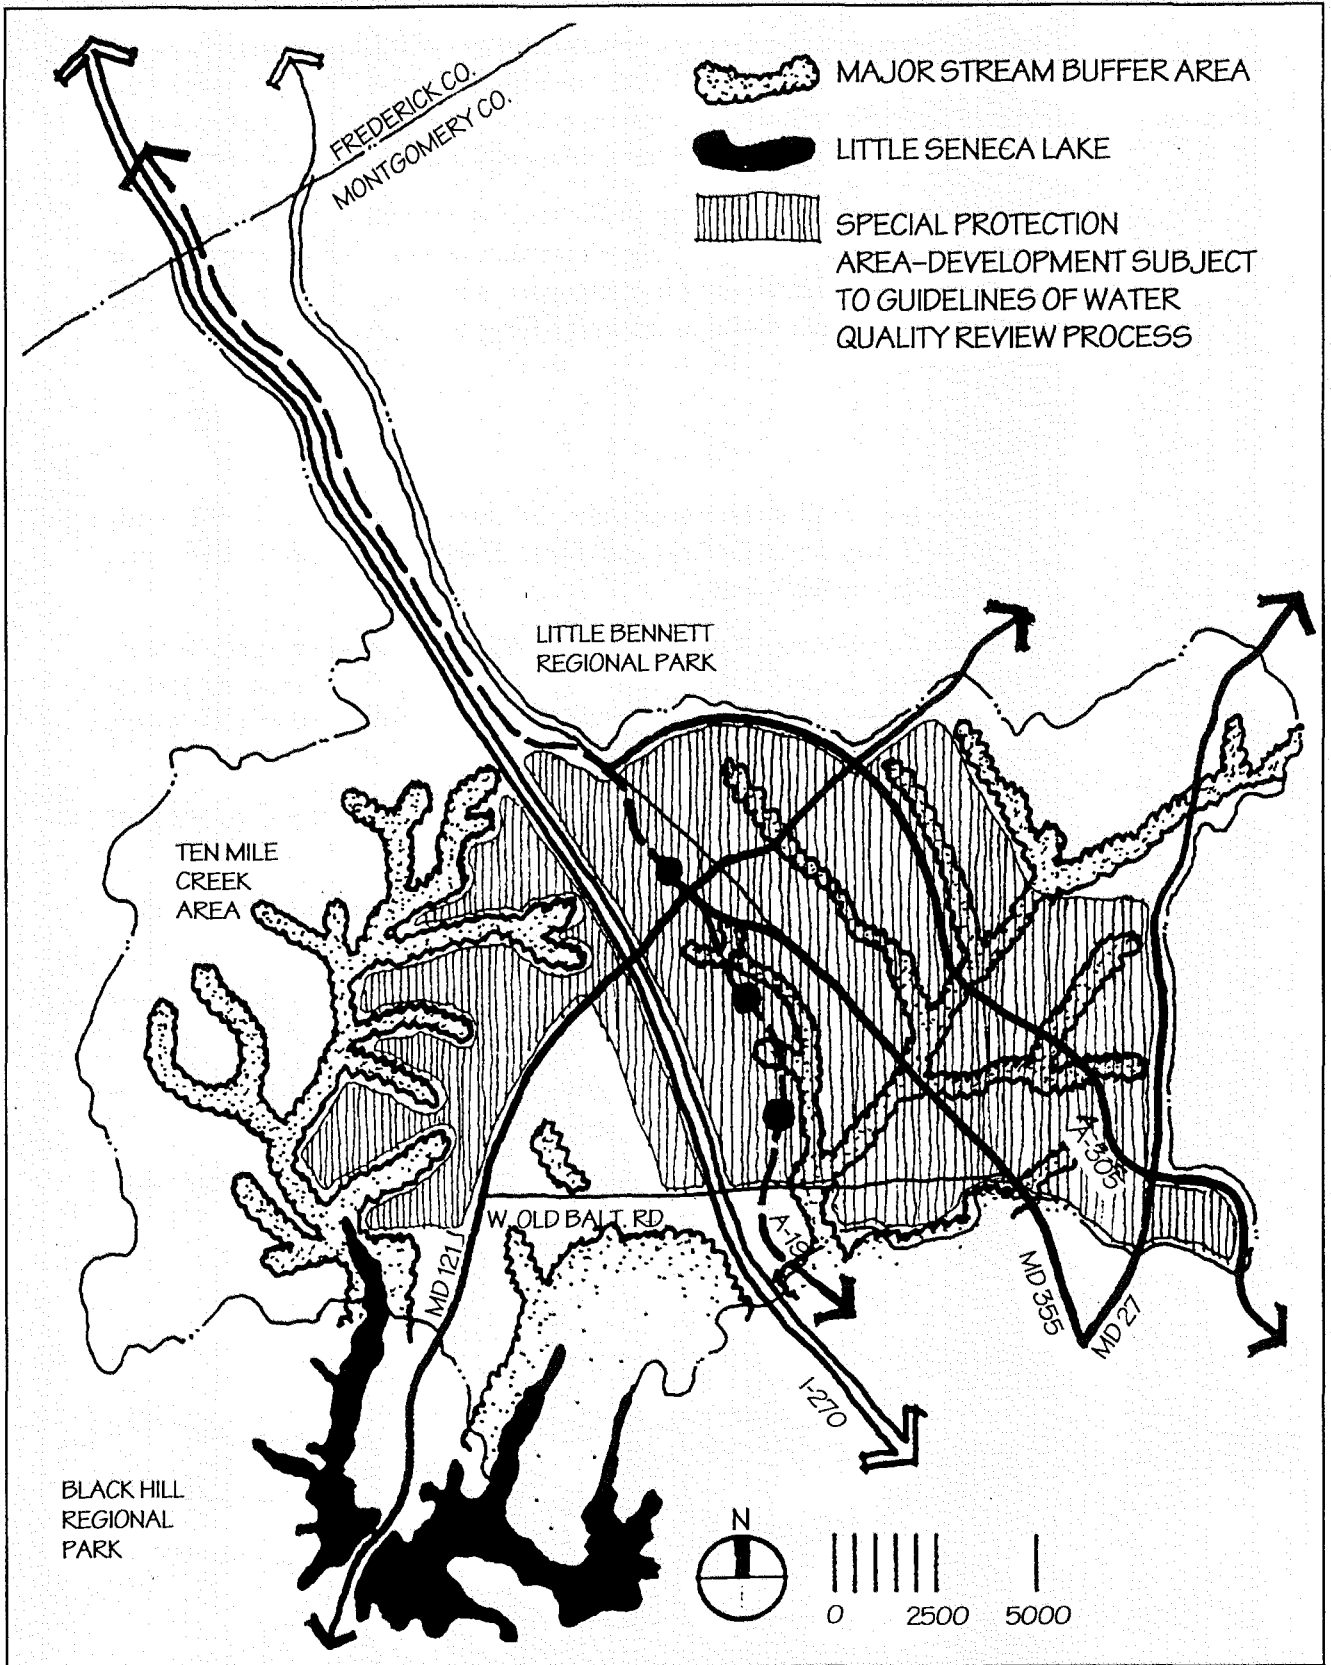 FREDERICK CO.
MONTGOMERY CO.
MAJOR STREAM BUFFER AREA
LITTLE SENECA LAKE
SPECIAL PROTECTION
AREA-DEVELOPMENT SUBJECT
TO GUIDELINES OF WATER
QUALITY REVIEW PROCESS
LITTLE BENNETT
REGIONAL PARK
TEN MILE
CREEK
AREA
A-305
W. OLD BALT. RD
A-19
MD 121
MD 355
MD 27
I-270
BLACK HILL
REGIONAL
PARK
N
0 2500 5000